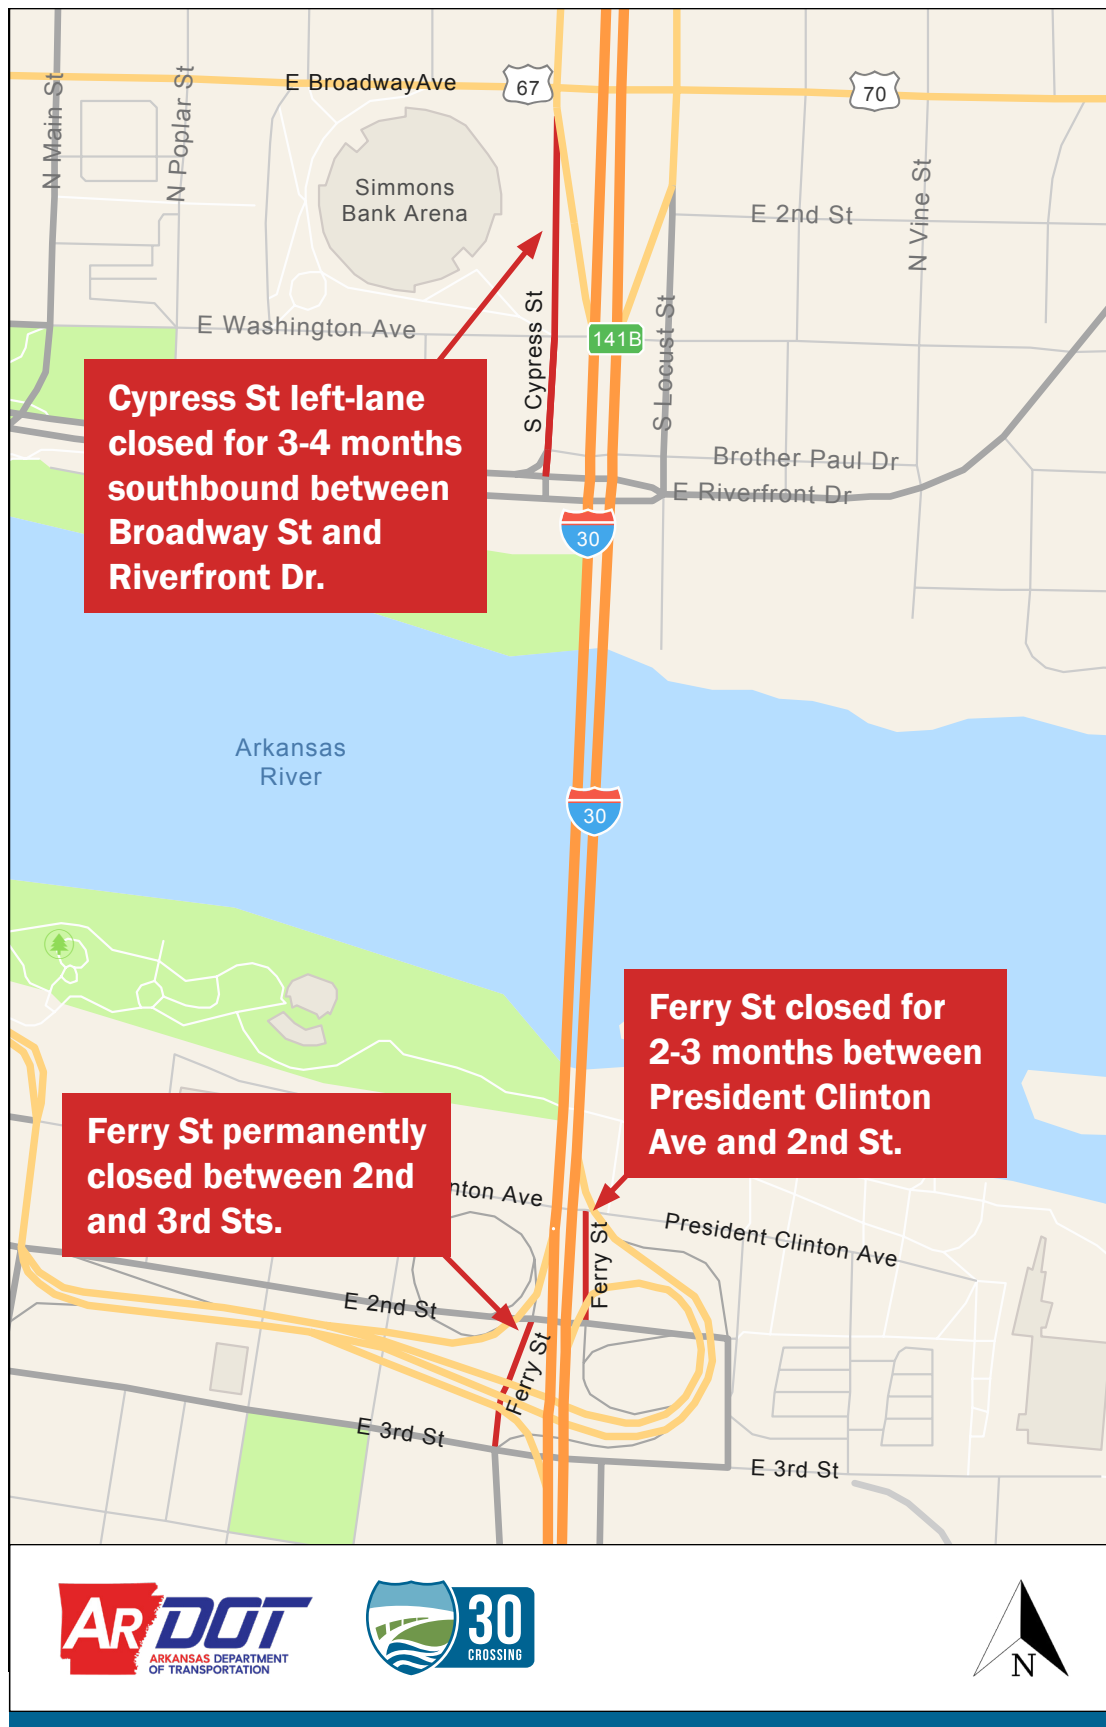 E BroadwayAve
67
70
N Main St
N Poplar St
Simmons
Bank Arena
E 2nd St
N Vine St
E Washington Ave
S Cypress St
141B
S Locust St
Cypress St left-lane
closed for 3-4 months
southbound between
Broadway St and
Riverfront Dr.
Brother Paul Dr
E Riverfront Dr
30
Arkansas
River
30
Ferry St closed for
2-3 months between
President Clinton
Ave and 2nd St.
Ferry St permanently
closed between 2nd
and 3rd Sts.
nton Ave
President Clinton Ave
Ferry St
E 2nd St
Ferry St
E 3rd St
E 3rd St
ARDOT
ARKANSAS DEPARTMENT
OF TRANSPORTATION
30
CROSSING
N